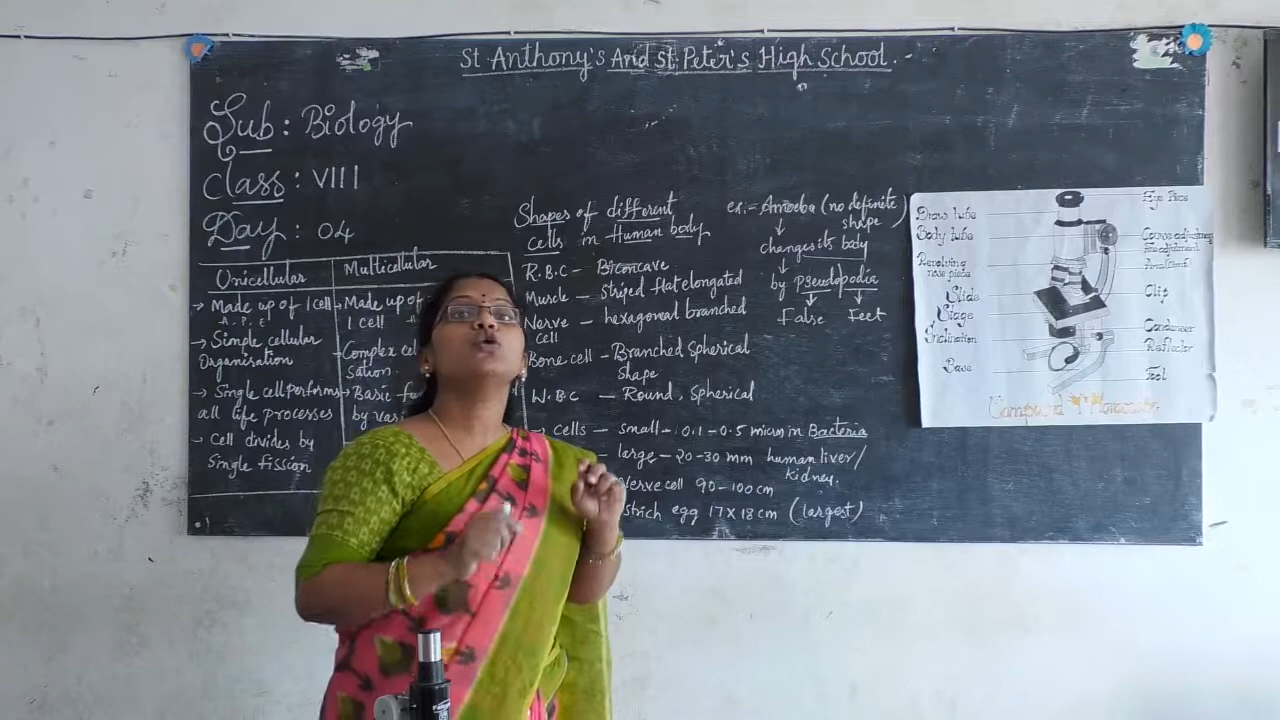 St. Anthony's And St. Peter's High School.
Sub : Biology
Class : VIII
Day : 04
Unicellular
→ Made up of 1 cell
A. P, E
→ Simple cellular
Organisation
→ Single cell performs
all life processes
→ Cell divides by
Single fission
Multicellular
→ Made up of
1 cell
→ Complex cel
sation.
→ Basic fu
by vari
Shapes of different
cells in Human body
R.B.C – Biconcave
Muscle – Striped flat elongated
Nerve – hexagonal branched
cell
Bone cell – Branched spherical
shape
W.B.C – Round, Spherical
→ Cells – small – 0.1 – 0.5 micro in Bacteria
– large – 20-30 mm human liver/
kidney.
Nerve cell 90-100 cm
strich egg 17 x 18 cm (largest)
ex:- Amoeba (no definite
shape)
↓
changes its body
↓
by Pseudopodia
↓ ↓
False Feet
Draw tube
Body tube
Revolving
nose piece
Slide
Stage
Inclination
Base
Eye Piece
Fine adjustment
Clip
Condenser
Reflector
Foot
Compound Microscope